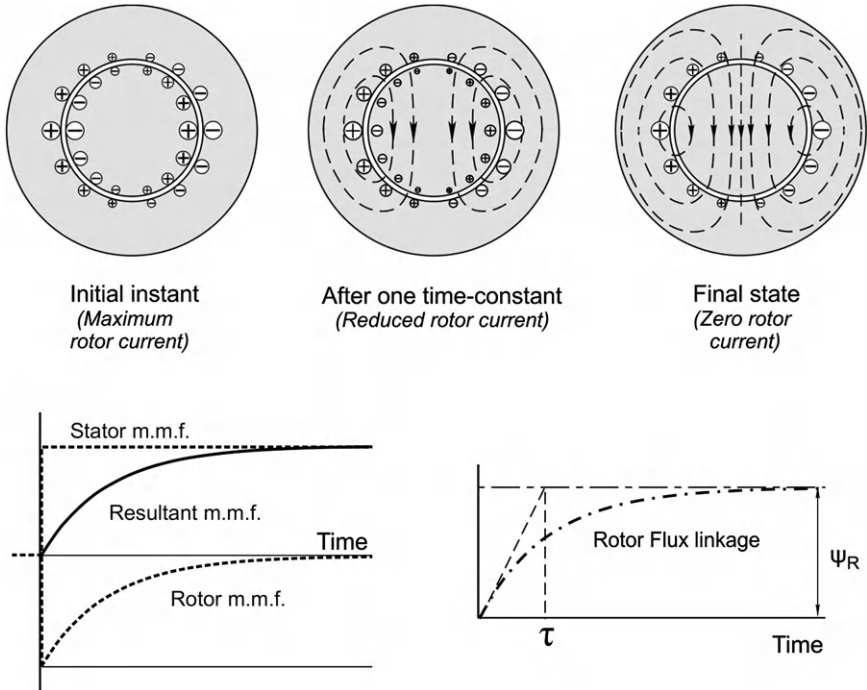 Initial instant
(Maximum
rotor current)
After one time-constant
(Reduced rotor current)
Final state
(Zero rotor
current)
Stator m.m.f.
Resultant m.m.f.
Time
Rotor m.m.f.
Rotor Flux linkage
ψR
τ
Time